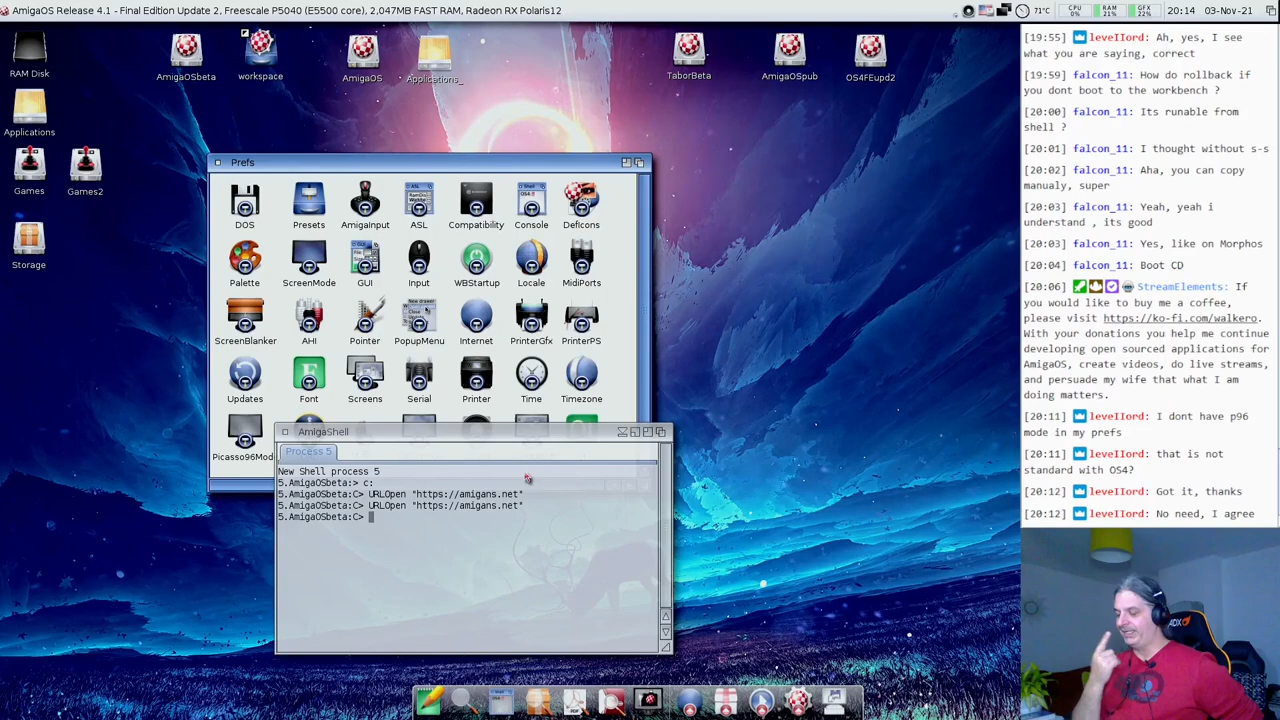 AmigaOS Release 4.1 - Final Edition Update 2, Freescale P5040 (E5500 core), 2,047MB FAST RAM, Radeon RX Polaris12
71°C
CPU
0%
RAM
21%
GFX
22%
20:14
03-Nov-21
RAM Disk
AmigaOSbeta
workspace
AmigaOS
Applications_
TaborBeta
AmigaOSpub
OS4FEupd2
Applications
Games
Games2
Storage
Prefs
DOS
Presets
AmigaInput
ASL
Compatibility
Console
DefIcons
Palette
ScreenMode
GUI
Input
WBStartup
Locale
MidiPorts
ScreenBlanker
AHI
Pointer
PopupMenu
Internet
PrinterGfx
PrinterPS
Updates
Font
Screens
Serial
Printer
Time
Timezone
Picasso96Mod
AmigaShell
Process 5
New Shell process 5
5.AmigaOSbeta:> c:
5.AmigaOSbeta:C> URLOpen "https://amigans.net"
5.AmigaOSbeta:C> URLOpen "https://amigans.net"
5.AmigaOSbeta:C>
[19:55] levelIord: Ah, yes, I see
what you are saying, correct
[19:59] falcon_11: How do rollback if
you dont boot to the workbench ?
[20:00] falcon_11: Its runable from
shell ?
[20:01] falcon_11: I thought without s-s
[20:02] falcon_11: Aha, you can copy
manualy, super
[20:03] falcon_11: Yeah, yeah i
understand , its good
[20:03] falcon_11: Yes, like on Morphos
[20:04] falcon_11: Boot CD
[20:06] StreamElements: If
you would like to buy me a coffee,
please visit https://ko-fi.com/walkero.
With your donations you help me continue
developing open sourced applications for
AmigaOS, create videos, do live streams,
and persuade my wife that what I am
doing matters.
[20:11] levelIord: I dont have p96
mode in my prefs
[20:11] levelIord: that is not
standard with OS4?
[20:12] levelIord: Got it, thanks
[20:12] levelIord: No need, I agree